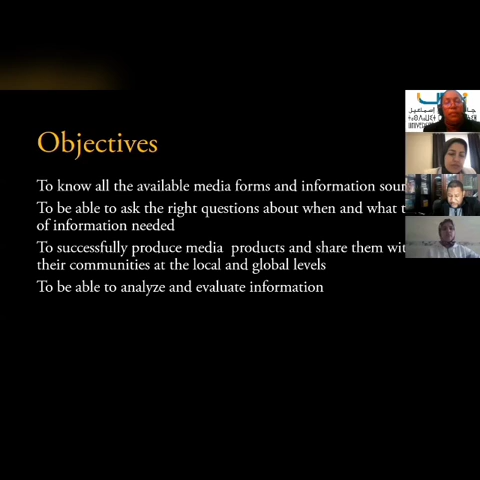 Objectives
To know all the available media forms and information
To be able to ask the right questions about when and what
of information needed
To successfully produce media products and share them
their communities at the local and global levels
To be able to analyze and evaluate information